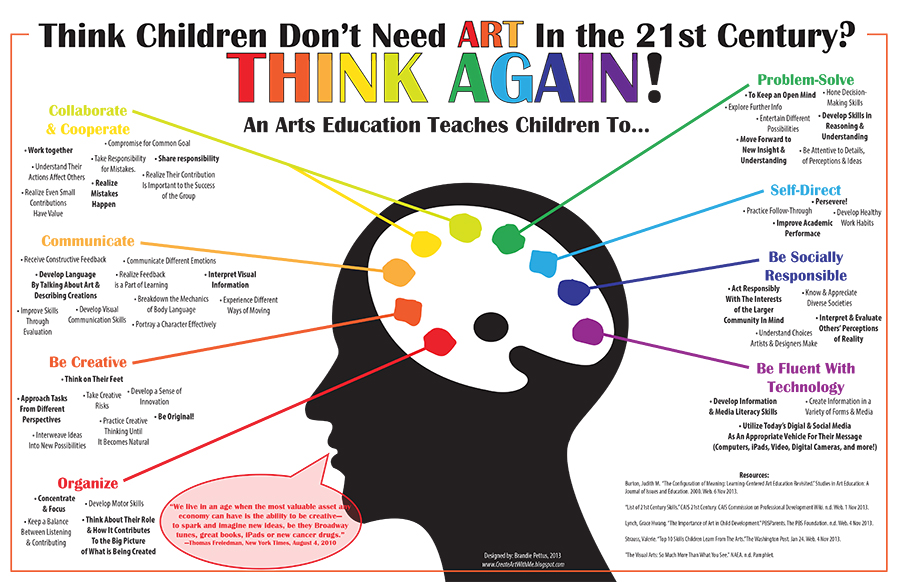 Think Children Don't Need ART In the 21st Century?
THINK AGAIN!
An Arts Education Teaches Children To...
Collaborate
& Cooperate
• Work together
• Compromise for Common Goal
• Understand Their
Actions Affect Others
• Take Responsibility
for Mistakes.
• Share responsibility
• Realize Even Small
Contributions
Have Value
• Realize
Mistakes
Happen
• Realize Their Contribution
Is Important to the Success
of the Group
Communicate
• Receive Constructive Feedback
• Communicate Different Emotions
• Develop Language
By Talking About Art &
Describing Creations
• Realize Feedback
is a Part of Learning
• Interpret Visual
Information
• Improve Skills
Through
Evaluation
• Develop Visual
Communication Skills
• Breakdown the Mechanics
of Body Language
• Experience Different
Ways of Moving
• Portray a Character Effectively
Be Creative
• Think on Their Feet
• Approach Tasks
From Different
Perspectives
• Take Creative
Risks
• Develop a Sense of
Innovation
• Interweave Ideas
Into New Possibilities
• Practice Creative
Thinking Until
It Becomes Natural
• Be Original!
Organize
• Concentrate
& Focus
• Develop Motor Skills
• Keep a Balance
Between Listening
& Contributing
• Think About Their Role
& How It Contributes
To the Big Picture
of What is Being Created
Problem-Solve
• To Keep an Open Mind
• Hone Decision-
Making Skills
• Explore Further Info
• Entertain Different
Possibilities
• Develop Skills in
Reasoning &
Understanding
• Move Forward to
New Insight &
Understanding
• Be Attentive to Details,
of Perceptions & Ideas
Self-Direct
• Persevere!
• Practice Follow-Through
• Develop Healthy
Work Habits
• Improve Academic
Performace
Be Socially
Responsible
• Act Responsibly
With The Interests
of the Larger
Community In Mind
• Know & Appreciate
Diverse Societies
• Interpret & Evaluate
Others' Perceptions
of Reality
• Understand Choices
Artists & Designers Make
Be Fluent With
Technology
• Develop Information
& Media Literacy Skills
• Create Information in a
Variety of Forms & Media
• Utilize Today's Digial & Social Media
As An Appropriate Vehicle For Their Message
(Computers, iPads, Video, Digital Cameras, and more!)
"We live in an age when the most valuable asset any
economy can have is the ability to be creative—
to spark and imagine new ideas, be they Broadway
tunes, great books, iPads or new cancer drugs."
—Thomas Freiedman, New York Times, August 4, 2010
Designed by: Brandie Pettus, 2013
www.CreateArtWithMe.blogspot.com
Resources:
Burton, Judith M. "The Configuration of Meaning: Learning-Centered Art Education Revisited." Studies in Art Education: A
Journal of Issues and Education. 2000. Web. 6 Nov 2013.
"List of 21st Century Skills." CAIS 21st Century. CAIS Commission on Professional Development Wiki. n.d. Web. 1 Nov 2013.
Lynch, Grace Hwang. "The Importance of Art in Child Development." PBSParents. The PBS Foundation. n.d. Web. 4 Nov 2013.
Strauss, Valerie. "Top 10 Skills Children Learn From The Arts." The Washington Post. Jan 24. Web. 4 Nov 2013.
"The Visual Arts: So Much More Than What You See." NAEA. n.d. Pamphlet.